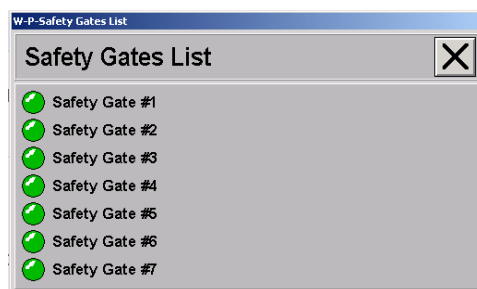 W-P-Safety Gates List
Safety Gates List
Safety Gate #1
Safety Gate #2
Safety Gate #3
Safety Gate #4
Safety Gate #5
Safety Gate #6
Safety Gate #7